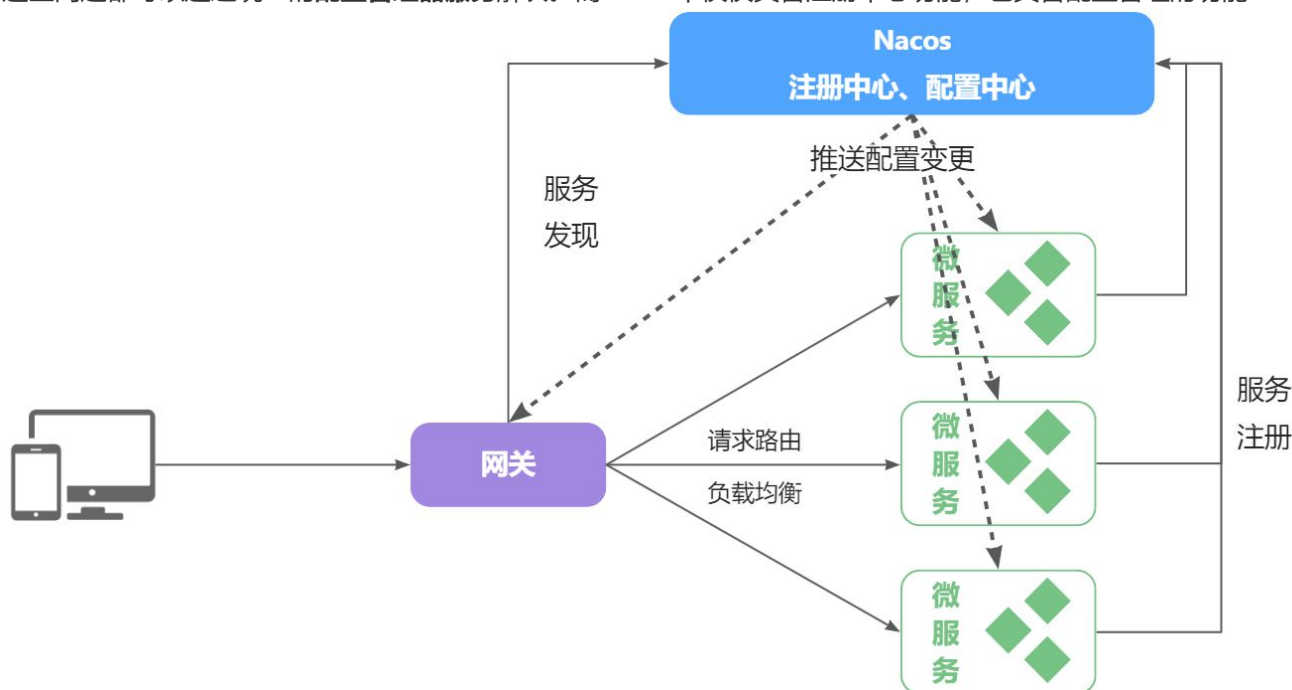 Nacos
注册中心、配置中心
推送配置变更
服务
发现
微
服
务
请求路由
负载均衡
网关
微
服
务
服务
注册
微
服
务